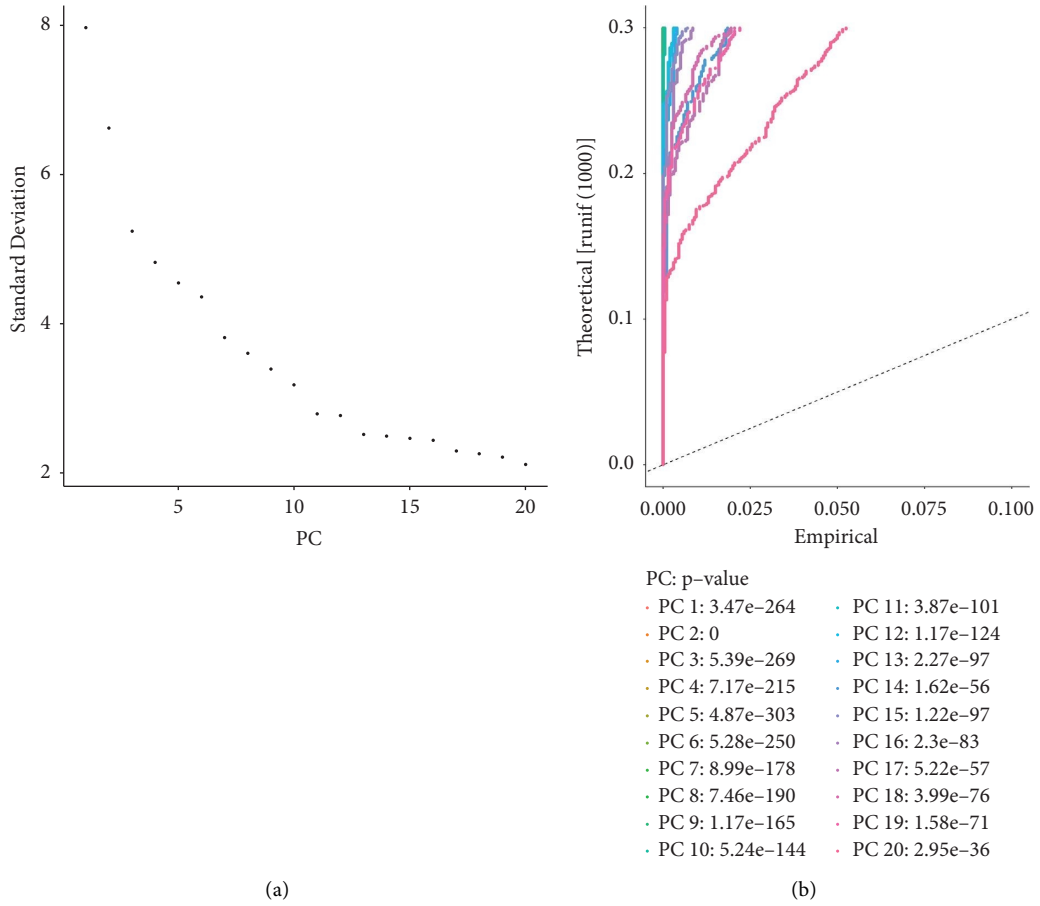 8
6
4
2
Standard Deviation
5
10
15
20
PC
(a)
0.3
0.2
0.1
0.0
Theoretical [runif (1000)]
0.000
0.025
0.050
0.075
0.100
Empirical
PC: p–value
PC 1: 3.47e–264
PC 2: 0
PC 3: 5.39e–269
PC 4: 7.17e–215
PC 5: 4.87e–303
PC 6: 5.28e–250
PC 7: 8.99e–178
PC 8: 7.46e–190
PC 9: 1.17e–165
PC 10: 5.24e–144
PC 11: 3.87e–101
PC 12: 1.17e–124
PC 13: 2.27e–97
PC 14: 1.62e–56
PC 15: 1.22e–97
PC 16: 2.3e–83
PC 17: 5.22e–57
PC 18: 3.99e–76
PC 19: 1.58e–71
PC 20: 2.95e–36
(b)